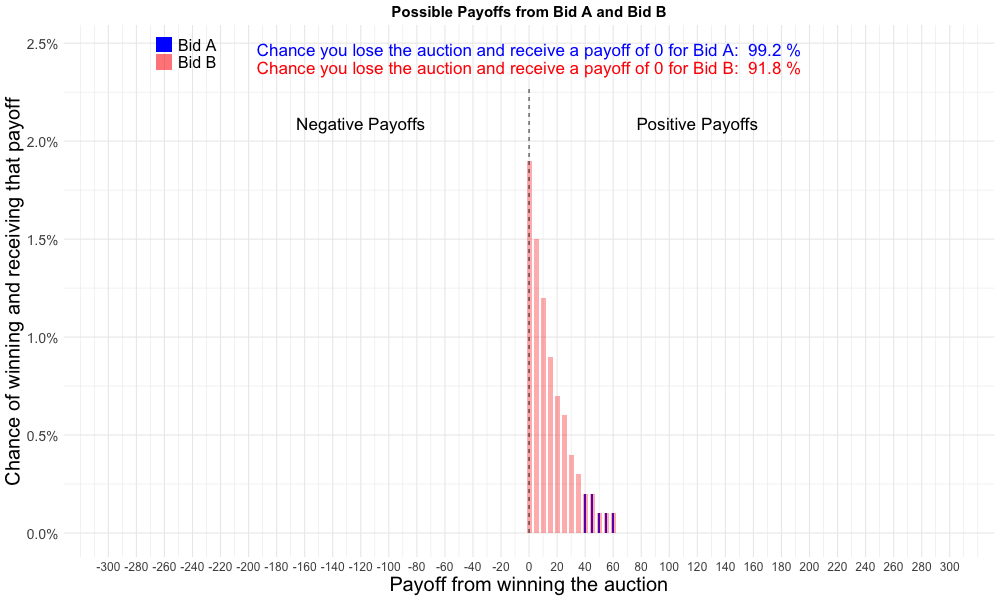 Possible Payoffs from Bid A and Bid B
Bid A
Bid B
Chance you lose the auction and receive a payoff of 0 for Bid A:  99.2 %
Chance you lose the auction and receive a payoff of 0 for Bid B:  91.8 %
Negative Payoffs
Positive Payoffs
Chance of winning and receiving that payoff
2.5%
2.0%
1.5%
1.0%
0.5%
0.0%
-300 -280 -260 -240 -220 -200 -180 -160 -140 -120 -100 -80 -60 -40 -20 0 20 40 60 80 100 120 140 160 180 200 220 240 260 280 300
Payoff from winning the auction